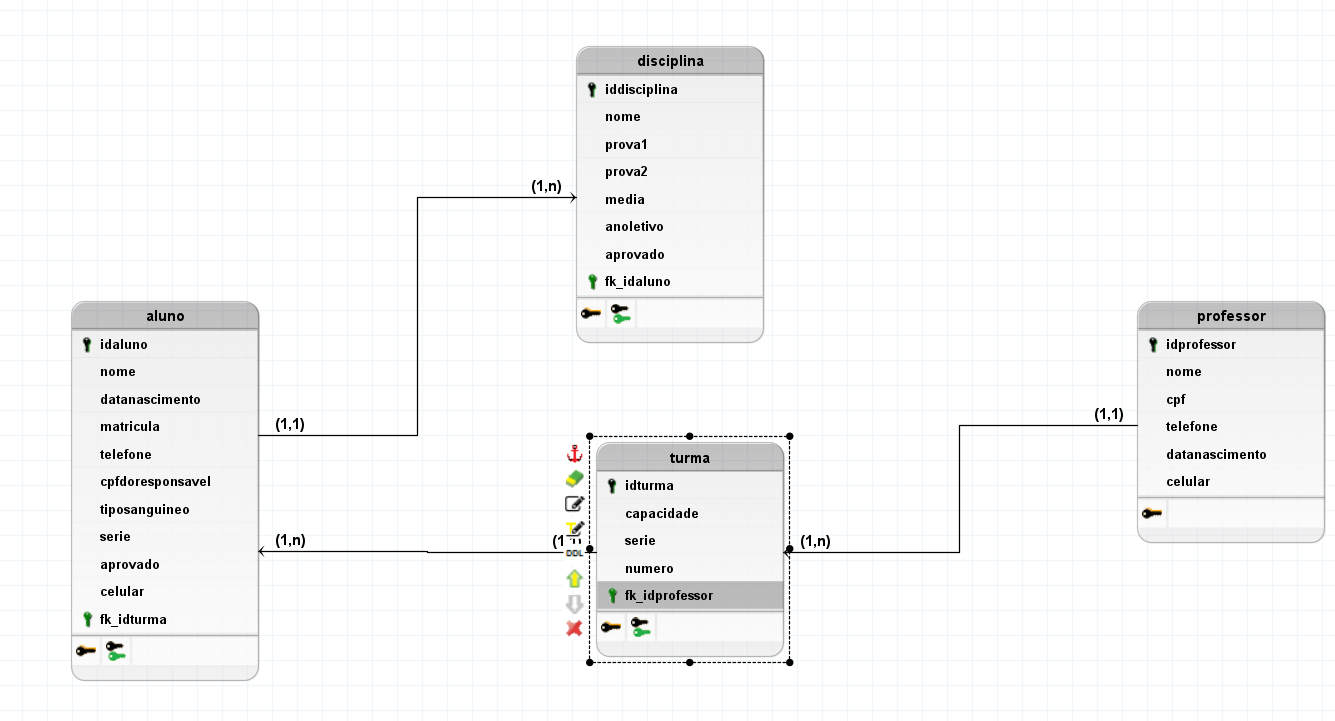 disciplina
iddisciplina
nome
prova1
prova2
media
anoletivo
aprovado
fk_idaluno
(1,n)
aluno
idaluno
nome
datanascimento
matricula
telefone
cpfdoresponsavel
tiposanguineo
serie
aprovado
celular
fk_idturma
(1,1)
(1,n)
turma
idturma
capacidade
serie
numero
fk_idprofessor
DDL
(1,n)
professor
idprofessor
nome
cpf
telefone
datanascimento
celular
(1,1)